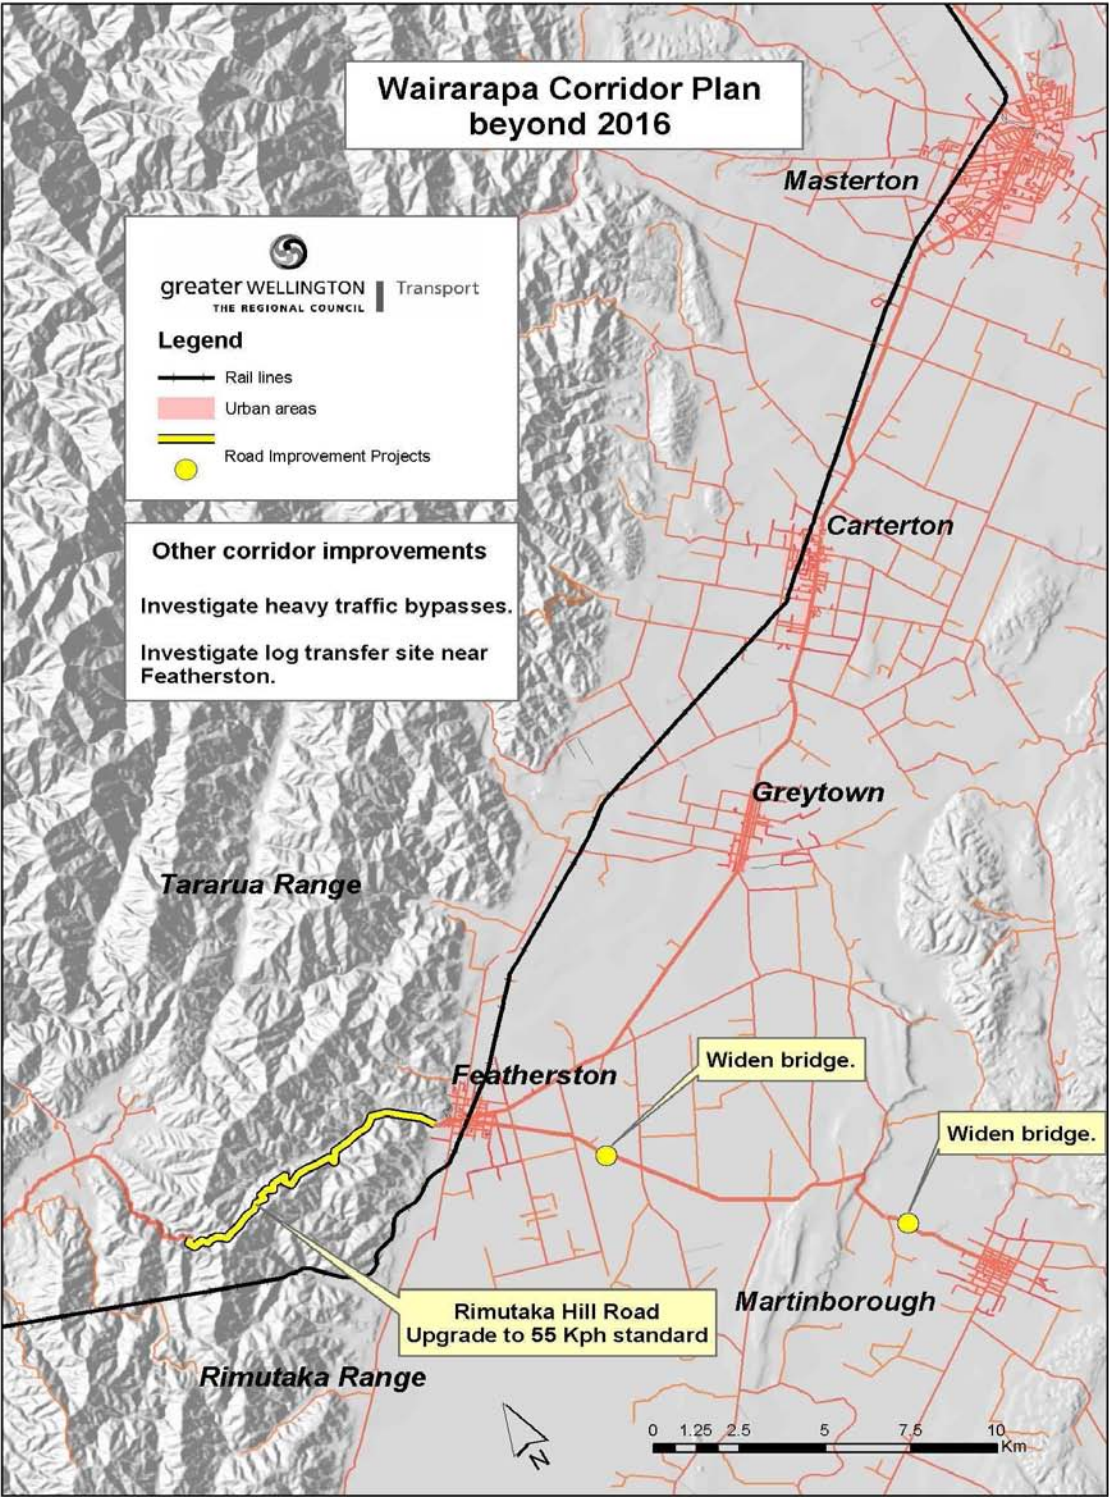 Wairarapa Corridor Plan
beyond 2016
Masterton
greater WELLINGTON | Transport
THE REGIONAL COUNCIL
Legend
Rail lines
Urban areas
Road Improvement Projects
Carterton
Other corridor improvements
Investigate heavy traffic bypasses.
Investigate log transfer site near
Featherston.
Greytown
Tararua Range
Featherston
Widen bridge.
Widen bridge.
Martinborough
Rimutaka Hill Road
Upgrade to 55 Kph standard
Rimutaka Range
N
0 1.25 2.5 5 7.5 10
Km